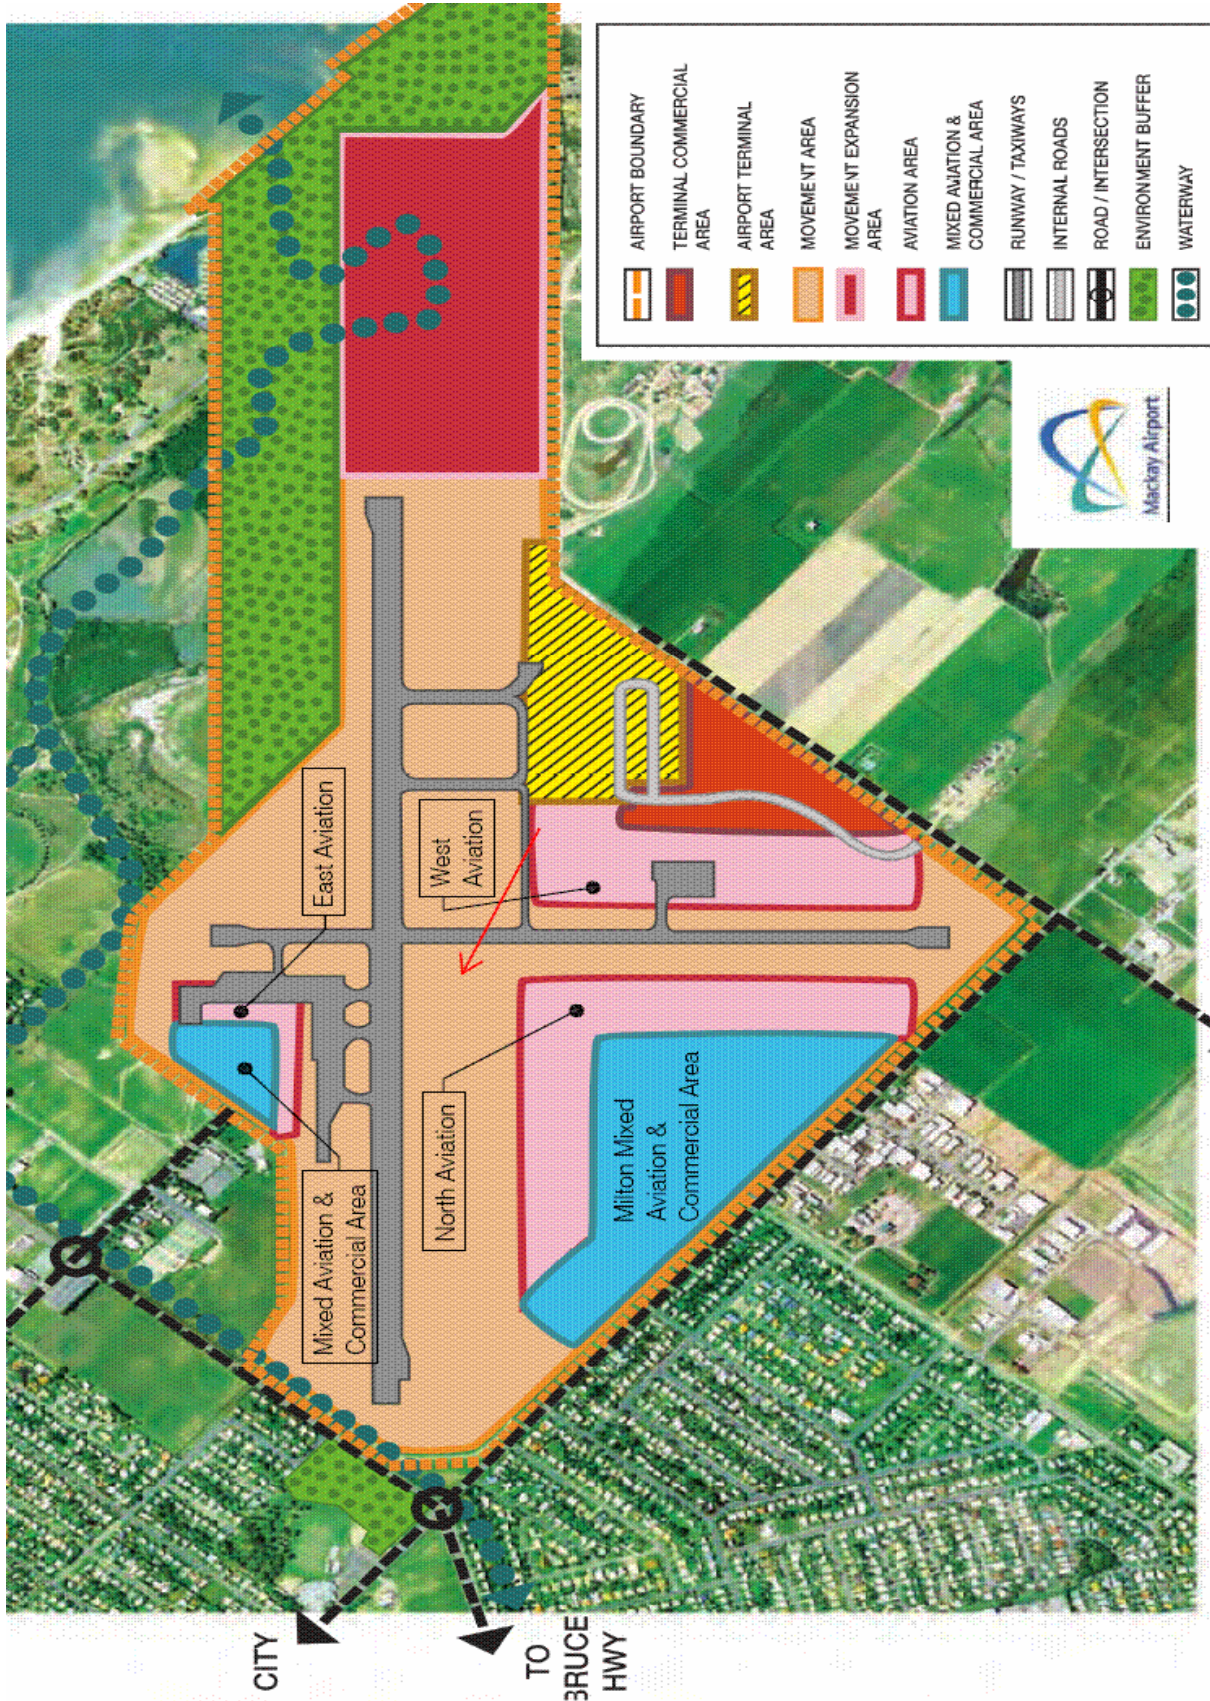 AIRPORT BOUNDARY
TERMINAL COMMERCIAL
AREA
AIRPORT TERMINAL
AREA
MOVEMENT AREA
MOVEMENT EXPANSION
AREA
AVIATION AREA
MIXED AVIATION &
COMMERCIAL AREA
RUNWAY / TAXIWAYS
INTERNAL ROADS
ROAD / INTERSECTION
ENVIRONMENT BUFFER
WATERWAY
Mackay Airport
East Aviation
West
Aviation
Mixed Aviation &
Commercial Area
North Aviation
Milton Mixed
Aviation &
Commercial Area
CITY
TO
BRUCE
HWY